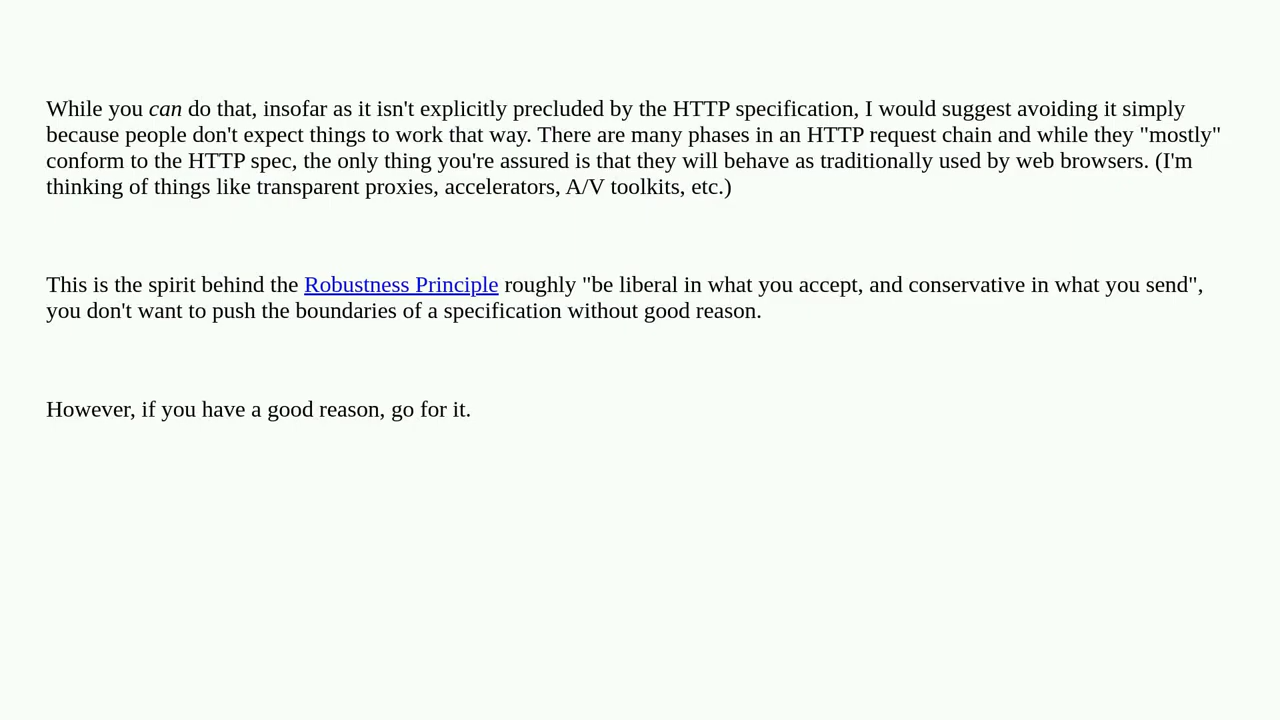 While you can do that, insofar as it isn't explicitly precluded by the HTTP specification, I would suggest avoiding it simply
because people don't expect things to work that way. There are many phases in an HTTP request chain and while they "mostly"
conform to the HTTP spec, the only thing you're assured is that they will behave as traditionally used by web browsers. (I'm
thinking of things like transparent proxies, accelerators, A/V toolkits, etc.)
This is the spirit behind the Robustness Principle roughly "be liberal in what you accept, and conservative in what you send",
you don't want to push the boundaries of a specification without good reason.
However, if you have a good reason, go for it.